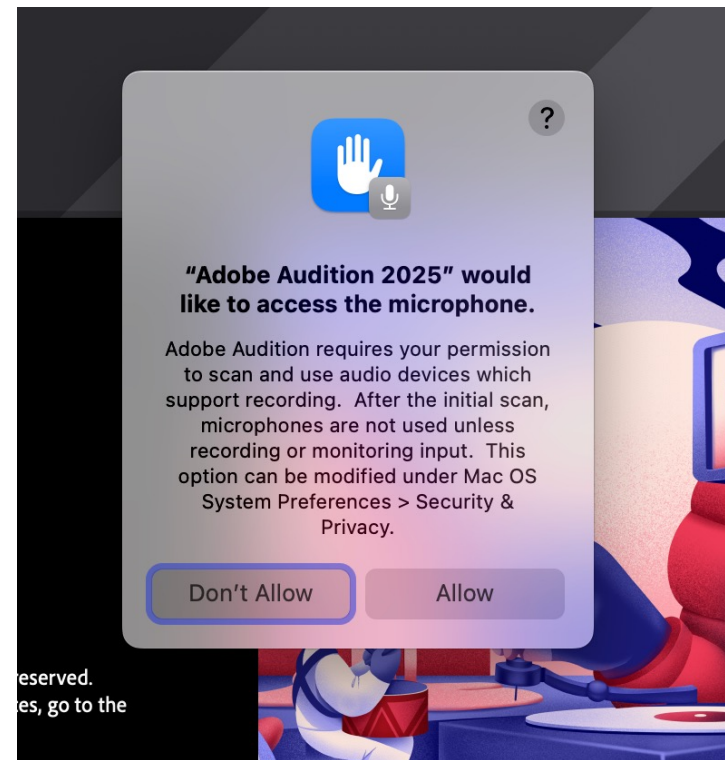 ?
“Adobe Audition 2025” would
like to access the microphone.
Adobe Audition requires your permission
to scan and use audio devices which
support recording.  After the initial scan,
microphones are not used unless
recording or monitoring input.  This
option can be modified under Mac OS
System Preferences > Security &
Privacy.
Don’t Allow
Allow
reserved.
es, go to the